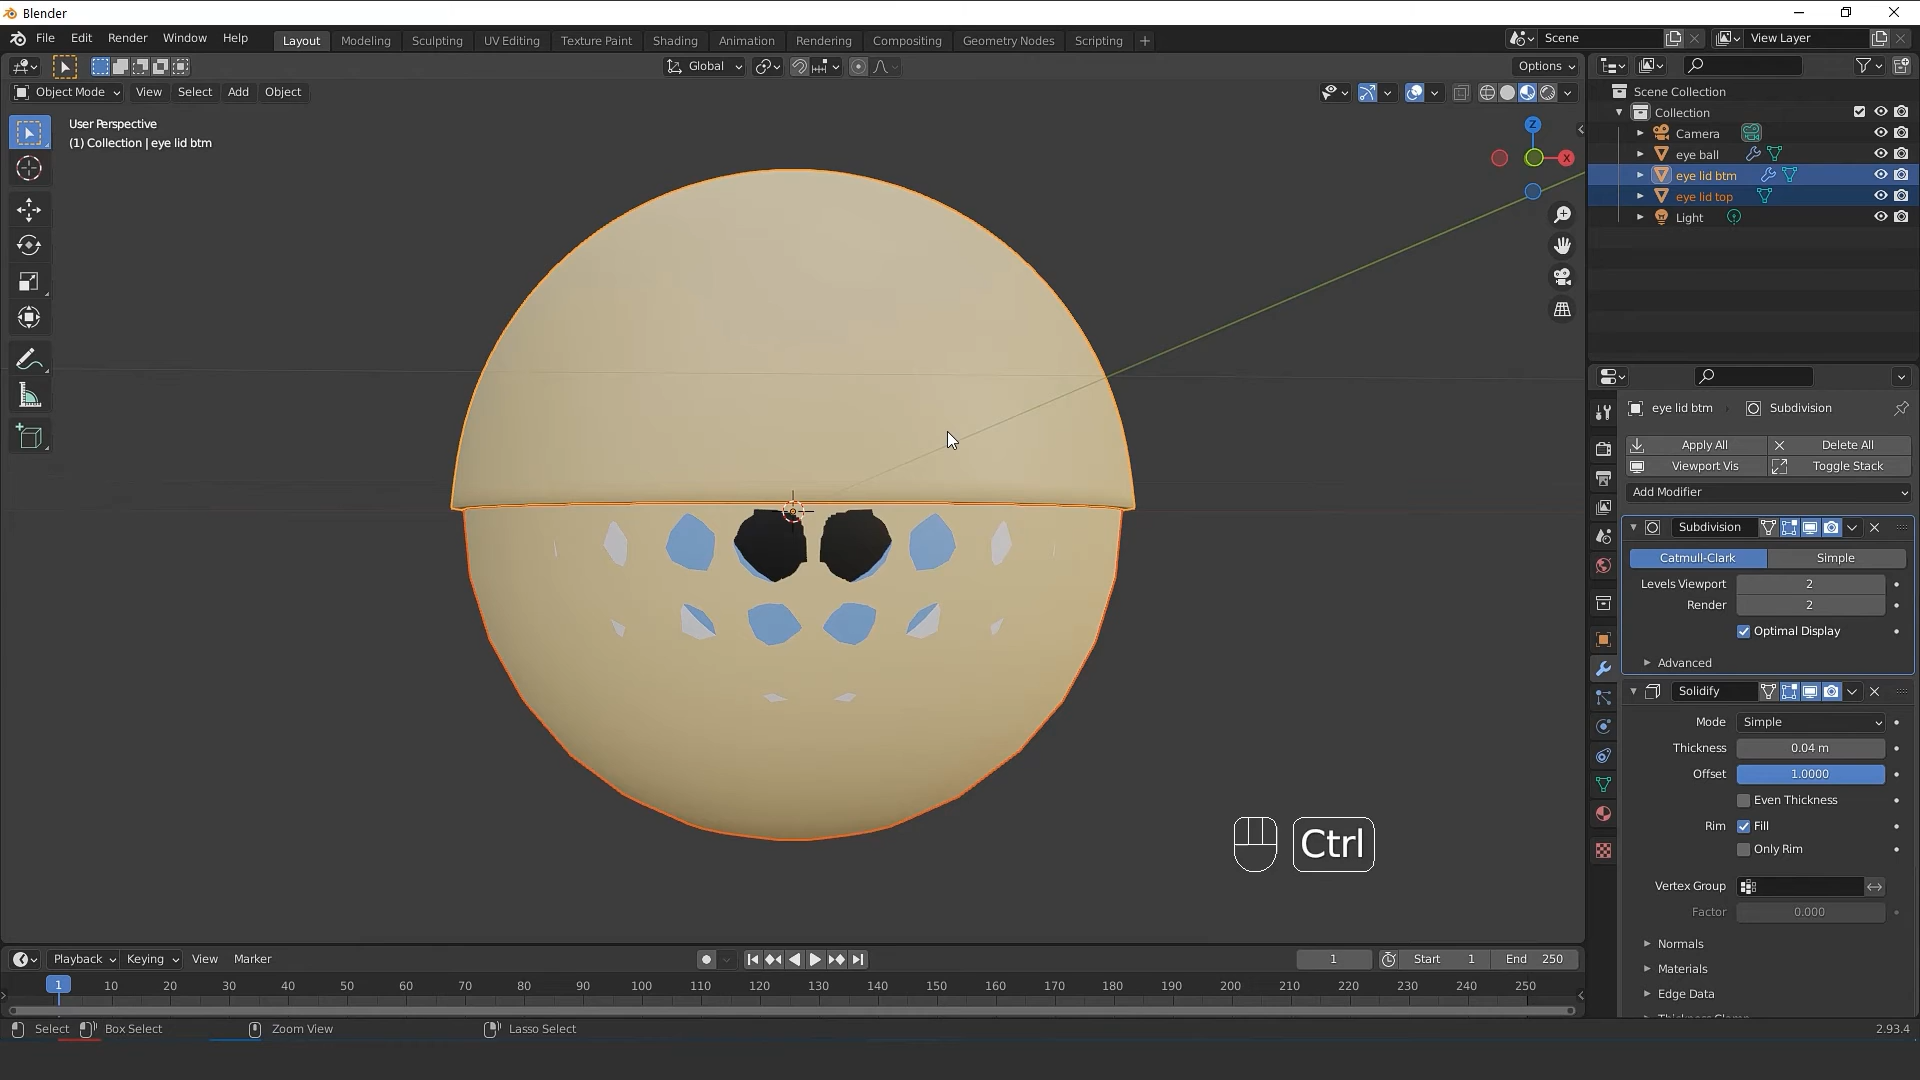 Blender
File Edit Render Window Help
Layout Modeling Sculpting UV Editing Texture Paint Shading Animation Rendering Compositing Geometry Nodes Scripting
Scene
View Layer
Global
Options
Object Mode View Select Add Object
User Perspective
(1) Collection | eye lid btm
Z
X
Scene Collection
Collection
Camera
eye ball
eye lid btm
eye lid top
Light
eye lid btm Subdivision
Apply All Delete All
Viewport Vis Toggle Stack
Add Modifier
Subdivision
Catmull-Clark Simple
Levels Viewport 2
Render 2
Optimal Display
Advanced
Solidify
Mode Simple
Thickness 0.04 m
Offset 1.0000
Even Thickness
Rim Fill
Only Rim
Vertex Group
Factor 0.000
Normals
Materials
Edge Data
Ctrl
Playback Keying View Marker
1 Start 1 End 250
1 10 20 30 40 50 60 70 80 90 100 110 120 130 140 150 160 170 180 190 200 210 220 230 240 250
Select Box Select Zoom View Lasso Select
2.93.4